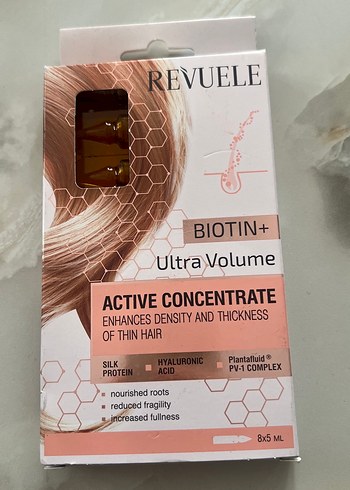 REVUELE
BIOTIN+
Ultra Volume
ACTIVE CONCENTRATE
ENHANCES DENSITY AND THICKNESS
OF THIN HAIR
SILK
PROTEIN
HYALURONIC
ACID
Plantafluid®
PV-1 COMPLEX
nourished roots
reduced fragility
increased fullness
8x5 ML